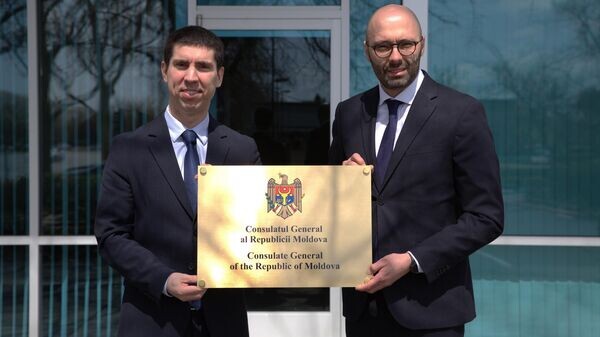 Consulatul General
al Republicii Moldova
Consulate General
of the Republic of Moldova